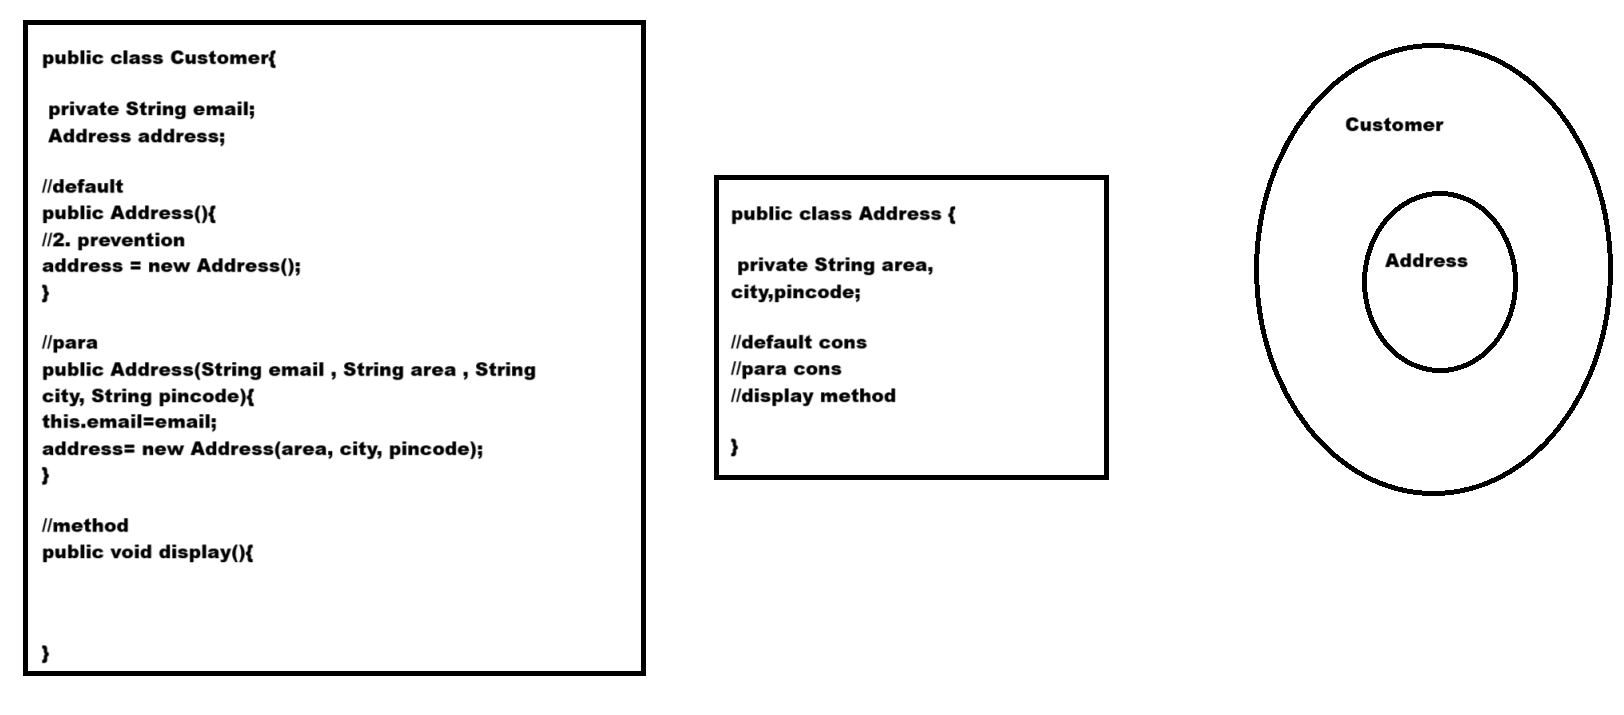 public class Customer{
private String email;
Address address;
//default
public Address(){
//2. prevention
address = new Address();
}
//para
public Address(String email , String area , String
city, String pincode){
this.email=email;
address= new Address(area, city, pincode);
}
//method
public void display(){
}
public class Address {
private String area,
city,pincode;
//default cons
//para cons
//display method
}
Customer
Address